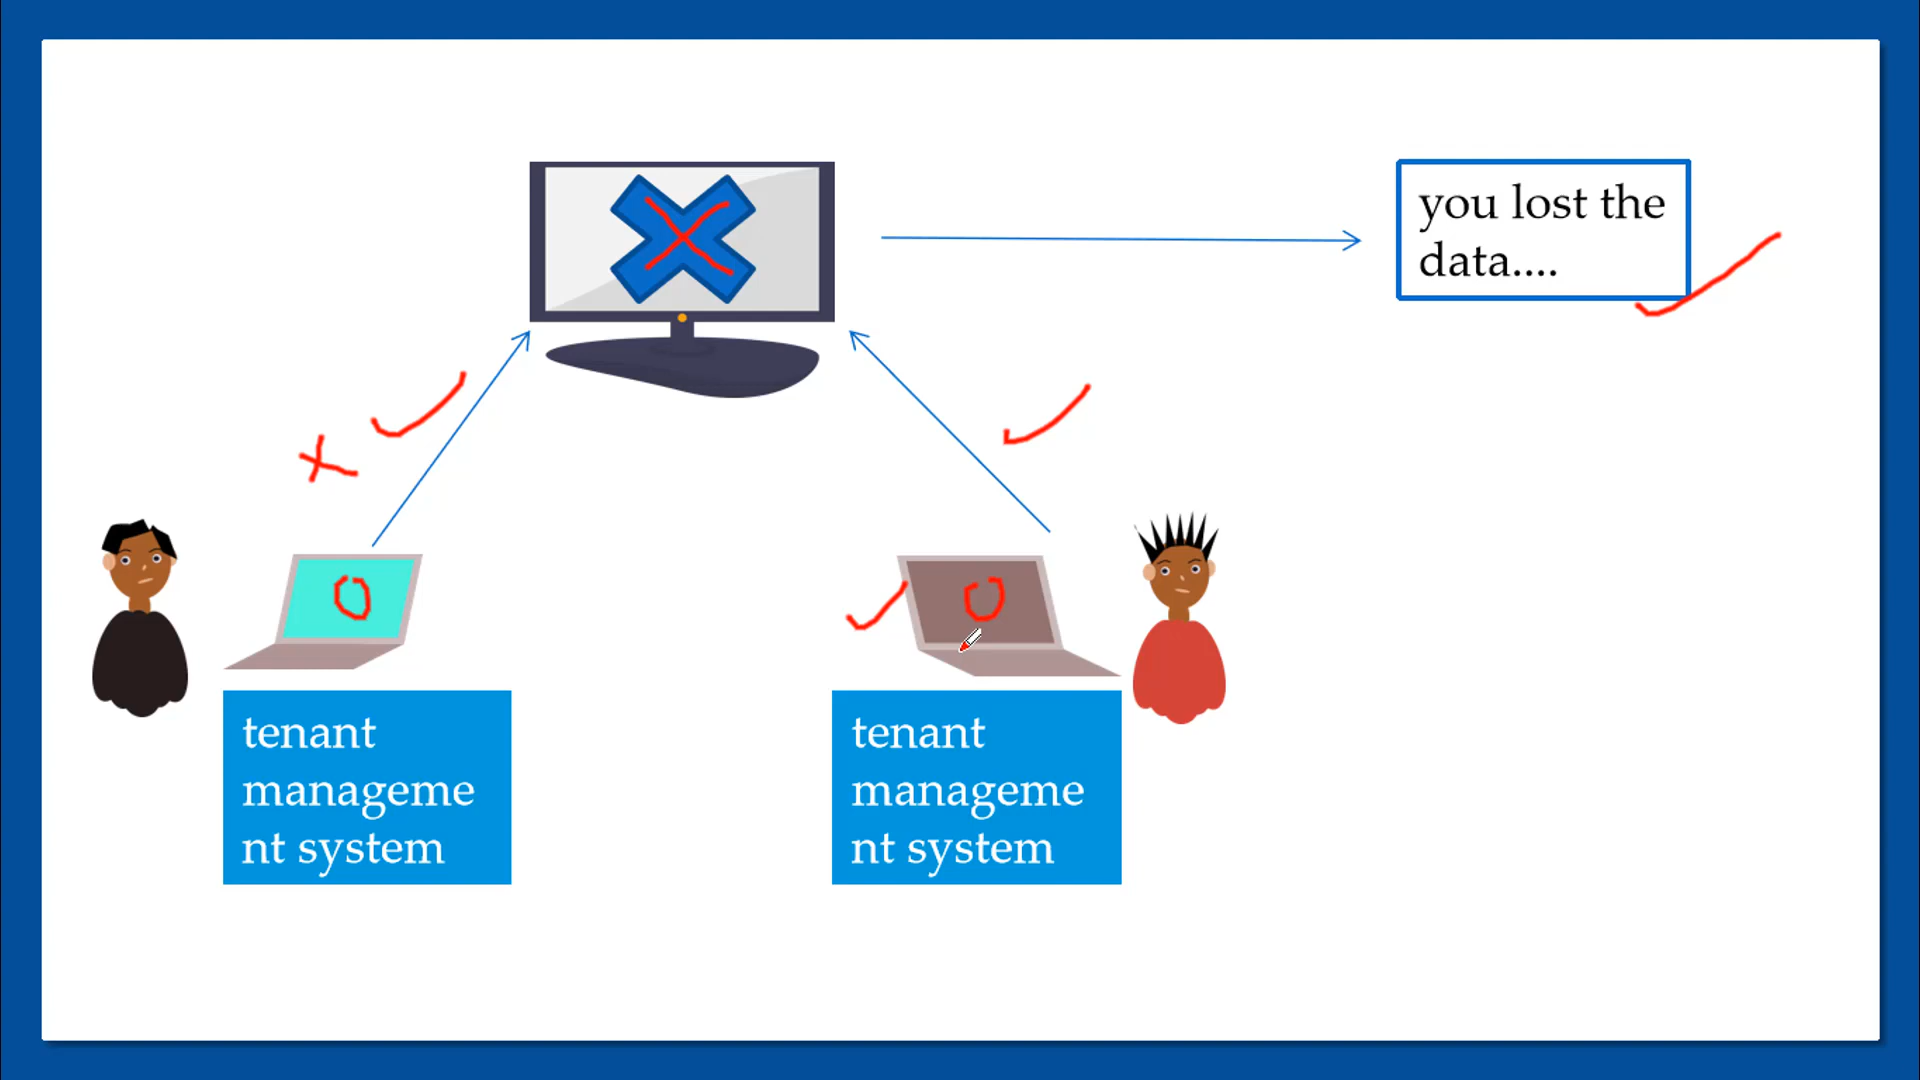 you lost the
data....
tenant
manageme
nt system
tenant
manageme
nt system